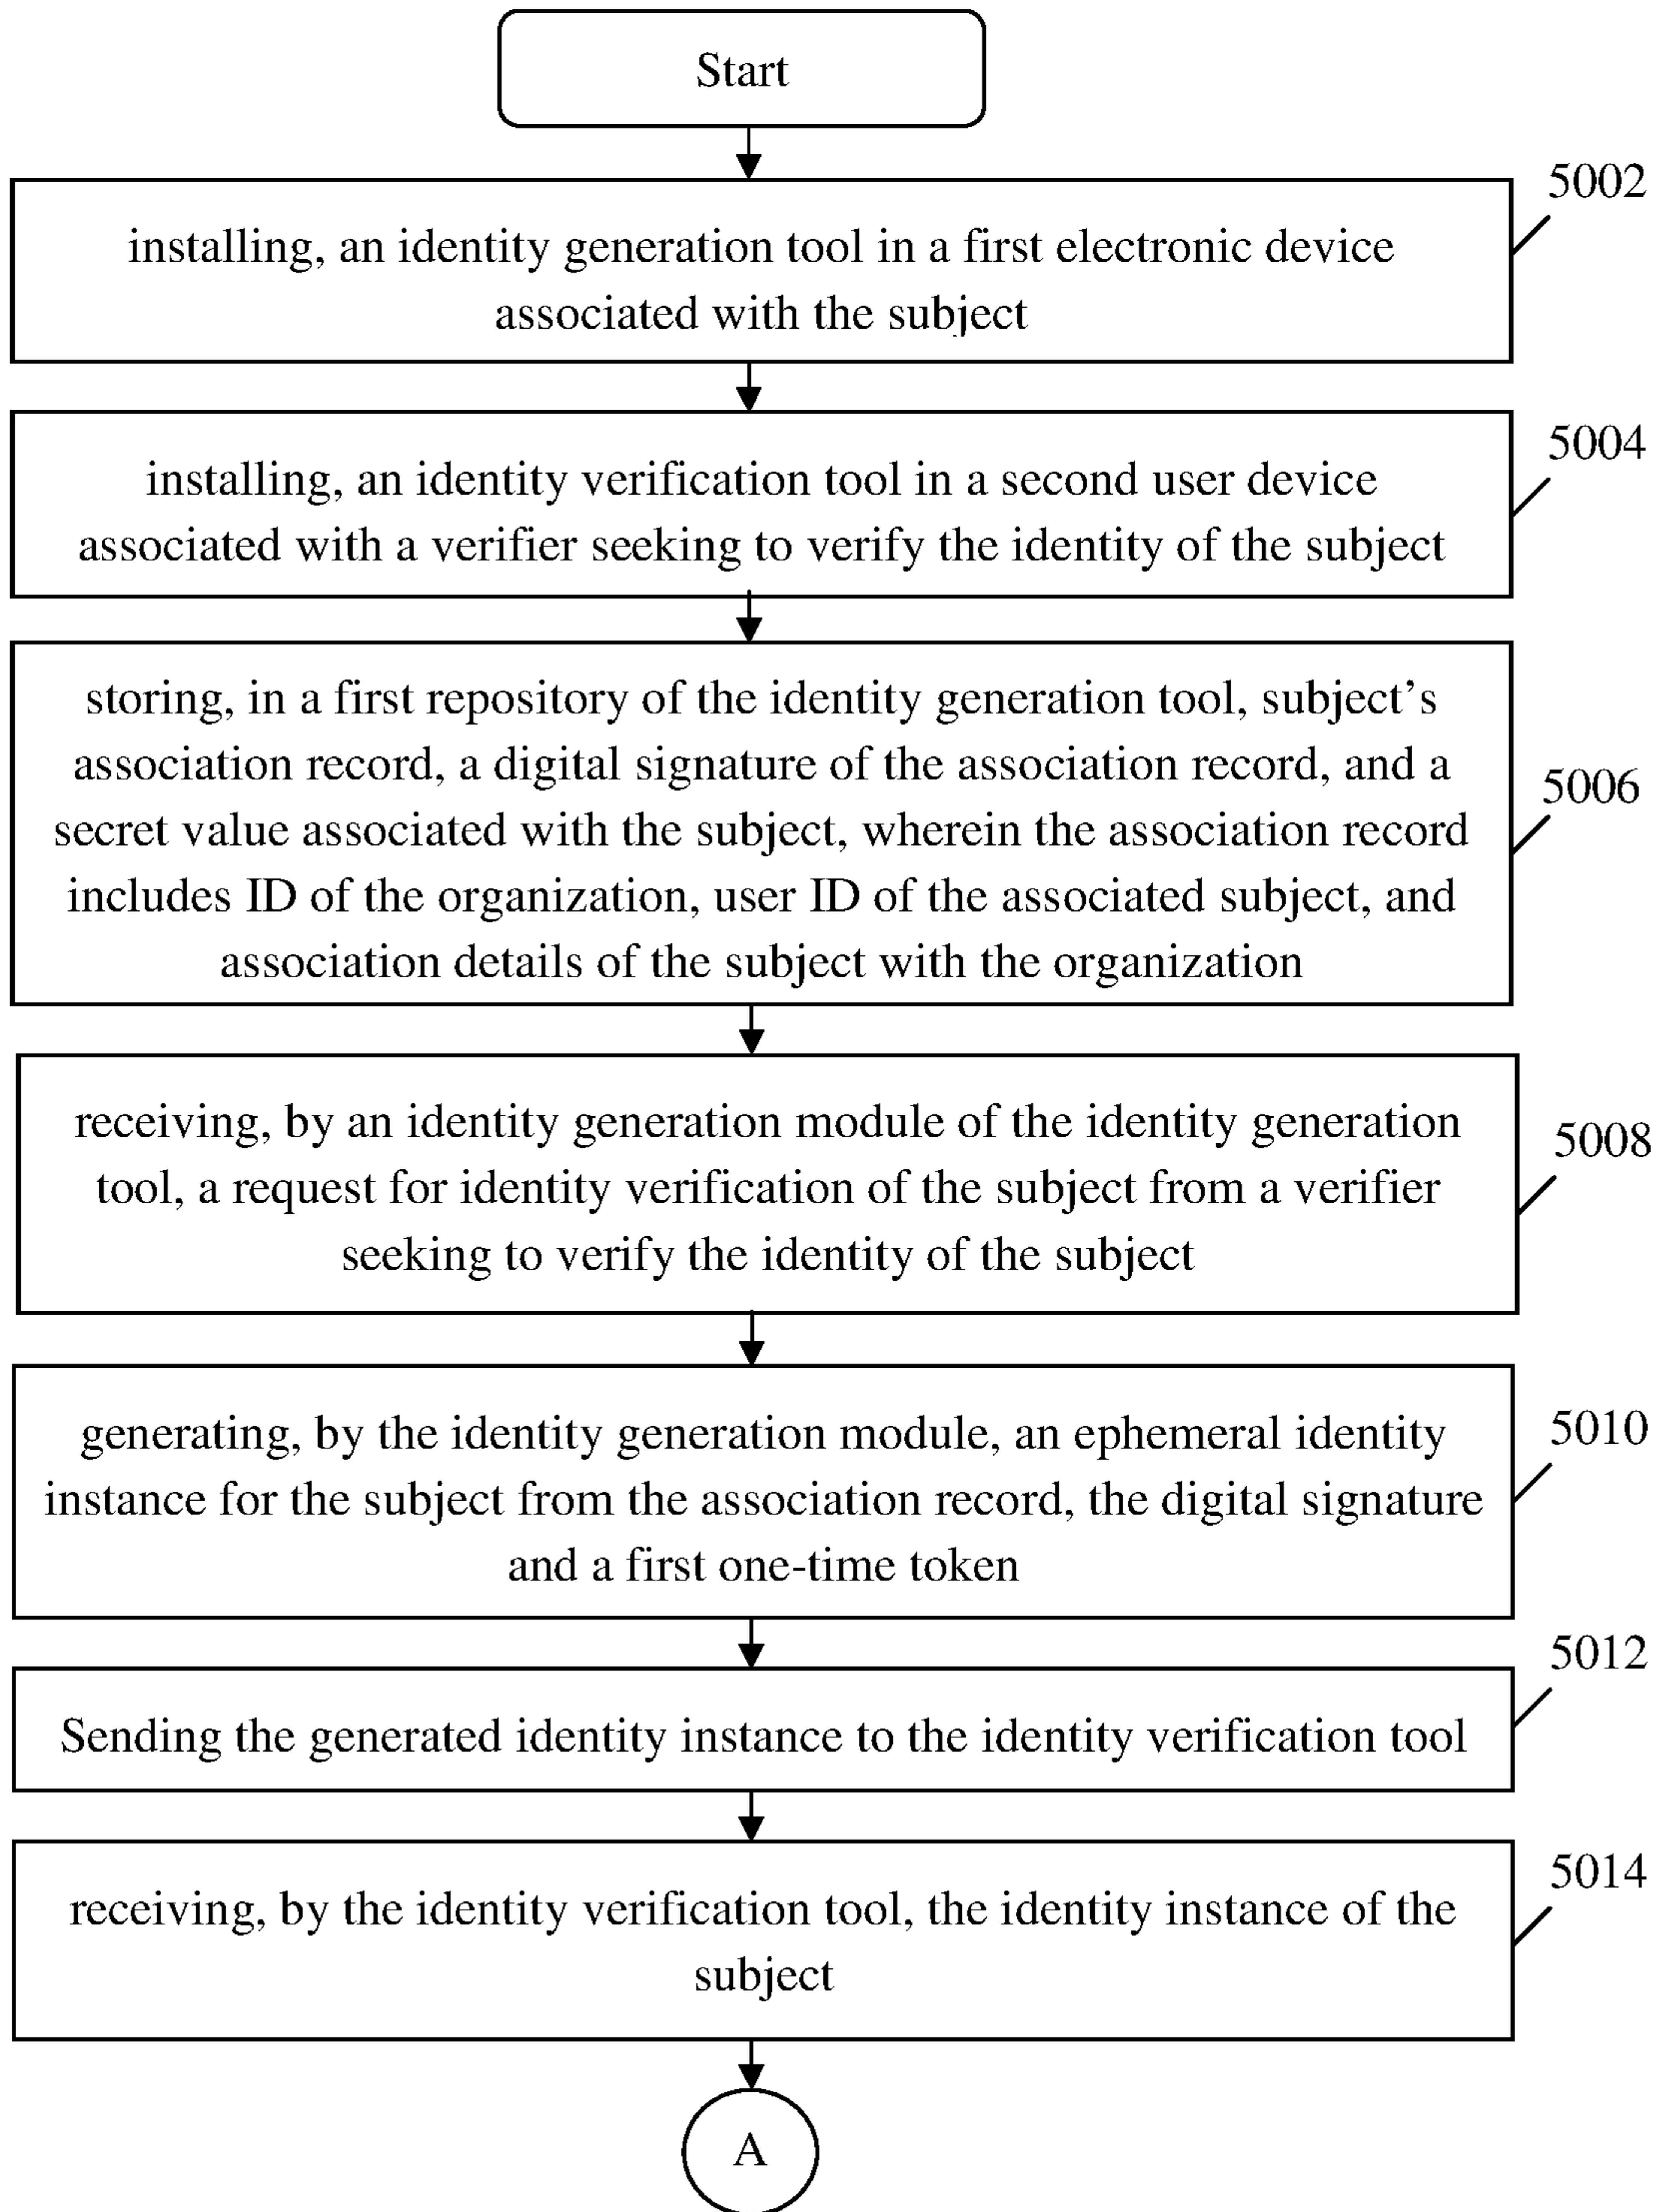 Start
5002
installing, an identity generation tool in a first electronic device
associated with the subject
5004
installing, an identity verification tool in a second user device
associated with a verifier seeking to verify the identity of the subject
storing, in a first repository of the identity generation tool, subject’s
association record, a digital signature of the association record, and a
5006
secret value associated with the subject, wherein the association record
includes ID of the organization, user ID of the associated subject, and
association details of the subject with the organization
receiving, by an identity generation module of the identity generation
5008
tool, a request for identity verification of the subject from a verifier
seeking to verify the identity of the subject
5010
generating, by the identity generation module, an ephemeral identity
instance for the subject from the association record, the digital signature
and a first one-time token
5012
Sending the generated identity instance to the identity verification tool
5014
receiving, by the identity verification tool, the identity instance of the
subject
A